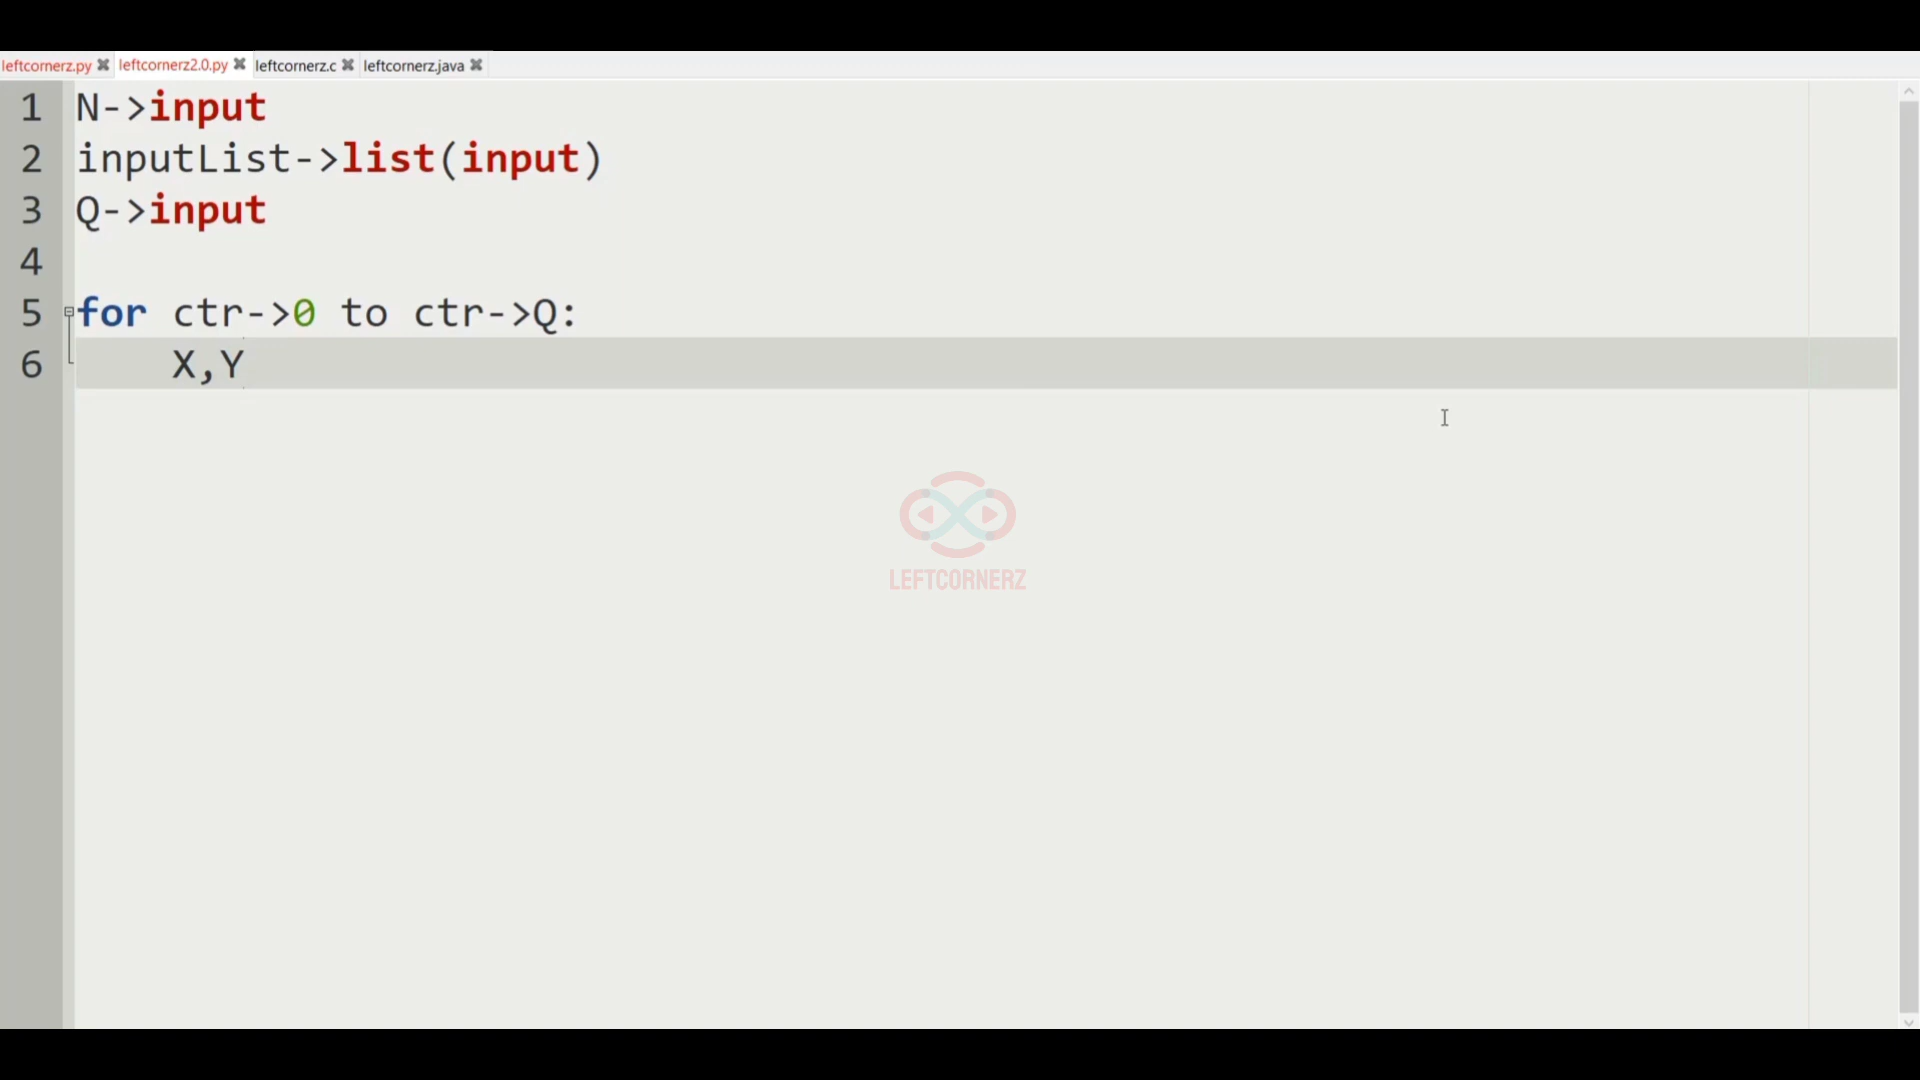 leftcornerz.py leftcornerz2.0.py leftcornerz.c leftcornerz.java
1 N->input
2 inputList->list(input)
3 Q->input
4
5 for ctr->0 to ctr->Q:
6 X,Y
LEFTCORNERZ